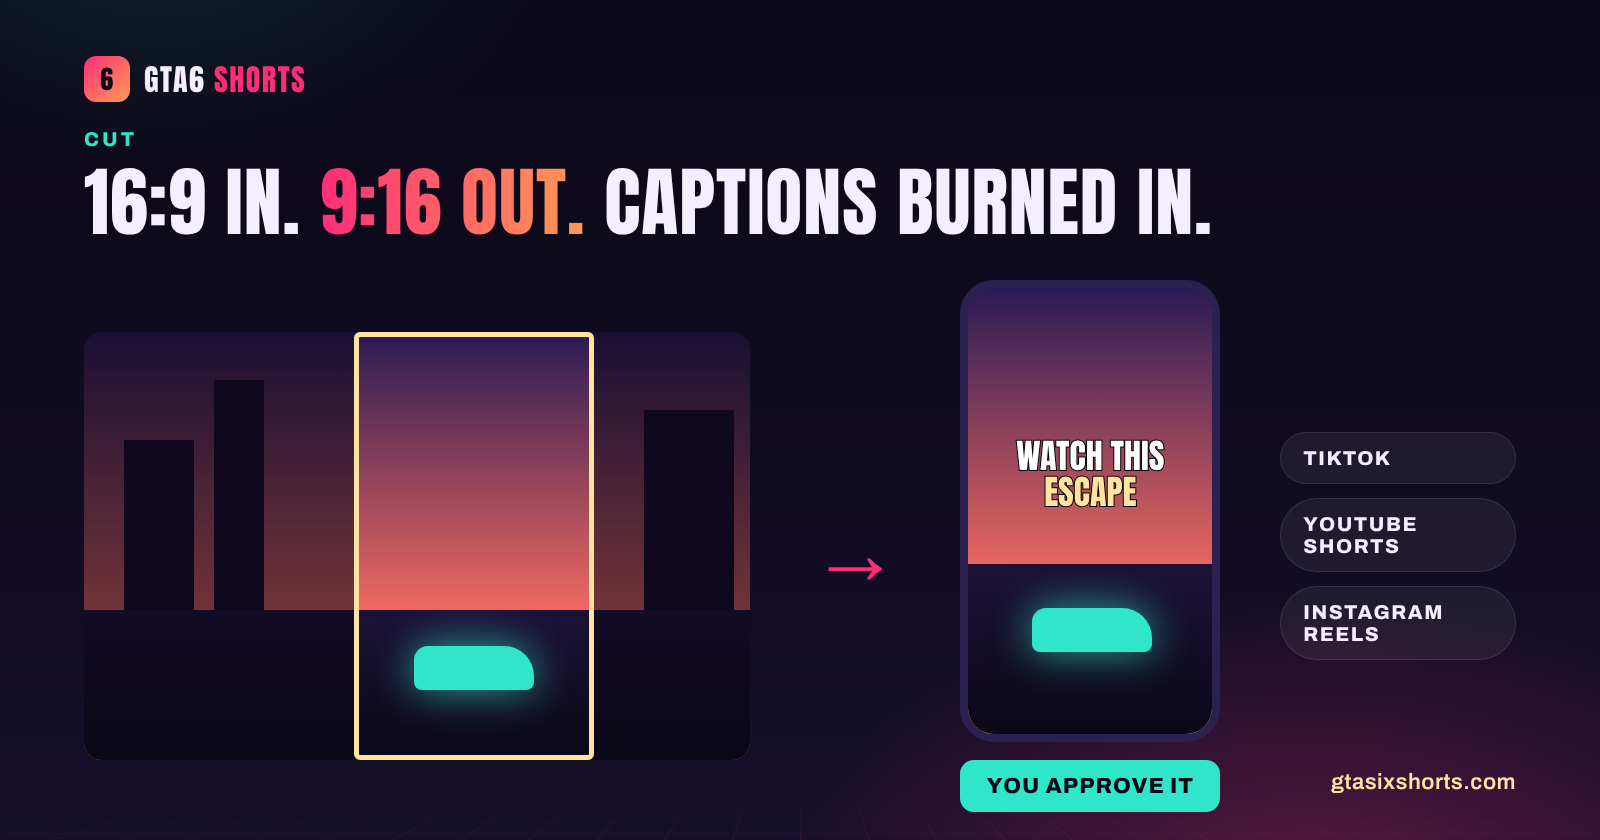 6 GTA6 SHORTS
CUT
16:9 IN. 9:16 OUT. CAPTIONS BURNED IN.
WATCH THIS
ESCAPE
→
TIKTOK
YOUTUBE
SHORTS
INSTAGRAM
REELS
YOU APPROVE IT
gtasixshorts.com